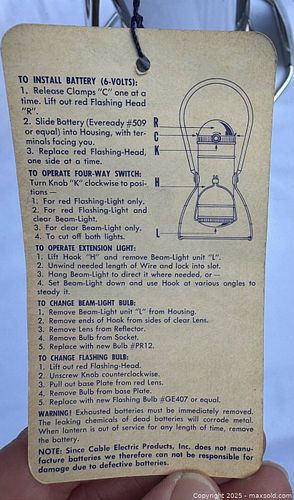 TO INSTALL BATTERY (6-VOLTS):
1. Release Clamps "C" one at a
time. Lift out red Flashing Head
"R".
2. Slide Battery (Eveready #509
or equal) into Housing, with ter-
minals facing you.
3. Replace red Flashing-Head,
one side at a time.
TO OPERATE FOUR-WAY SWITCH:
Turn Knob "K" clockwise to posi-
tions —
1. For red Flashing-Light only.
2. For red Flashing-Light and
clear Beam-Light.
3. For clear Beam-Light only.
4. To cut off both lights.
R
C
K
H
L
TO OPERATE EXTENSION LIGHT:
1. Lift Hook "H" and remove Beam-Light unit "L".
2. Unwind needed length of Wire and lock into slot.
3. Hang Beam-Light to direct it where needed, or —
4. Set Beam-Light down and use Hook at various angles to
steady it.
TO CHANGE BEAM-LIGHT BULB:
1. Remove Beam-Light unit "L" from Housing.
2. Remove ends of Hook from sides of clear Lens.
3. Remove Lens from Reflector.
4. Remove Bulb from Socket.
5. Replace with new Bulb #PR12.
TO CHANGE FLASHING BULB:
1. Lift out red Flashing-Head.
2. Unscrew Knob counterclockwise.
3. Pull out base Plate from red Lens.
4. Remove Bulb from base Plate.
5. Replace with new Flashing Bulb #GE407 or equal.
WARNING! Exhausted batteries must be immediately removed.
The leaking chemicals of dead batteries will corrode metal.
When lantern is out of service for any length of time, remove
the battery.
NOTE: Since Cable Electric Products, Inc. does not manu-
facture batteries we therefore can not be responsible for
damage due to defective batteries.
Copyright © 2025 - Maxsold, Inc